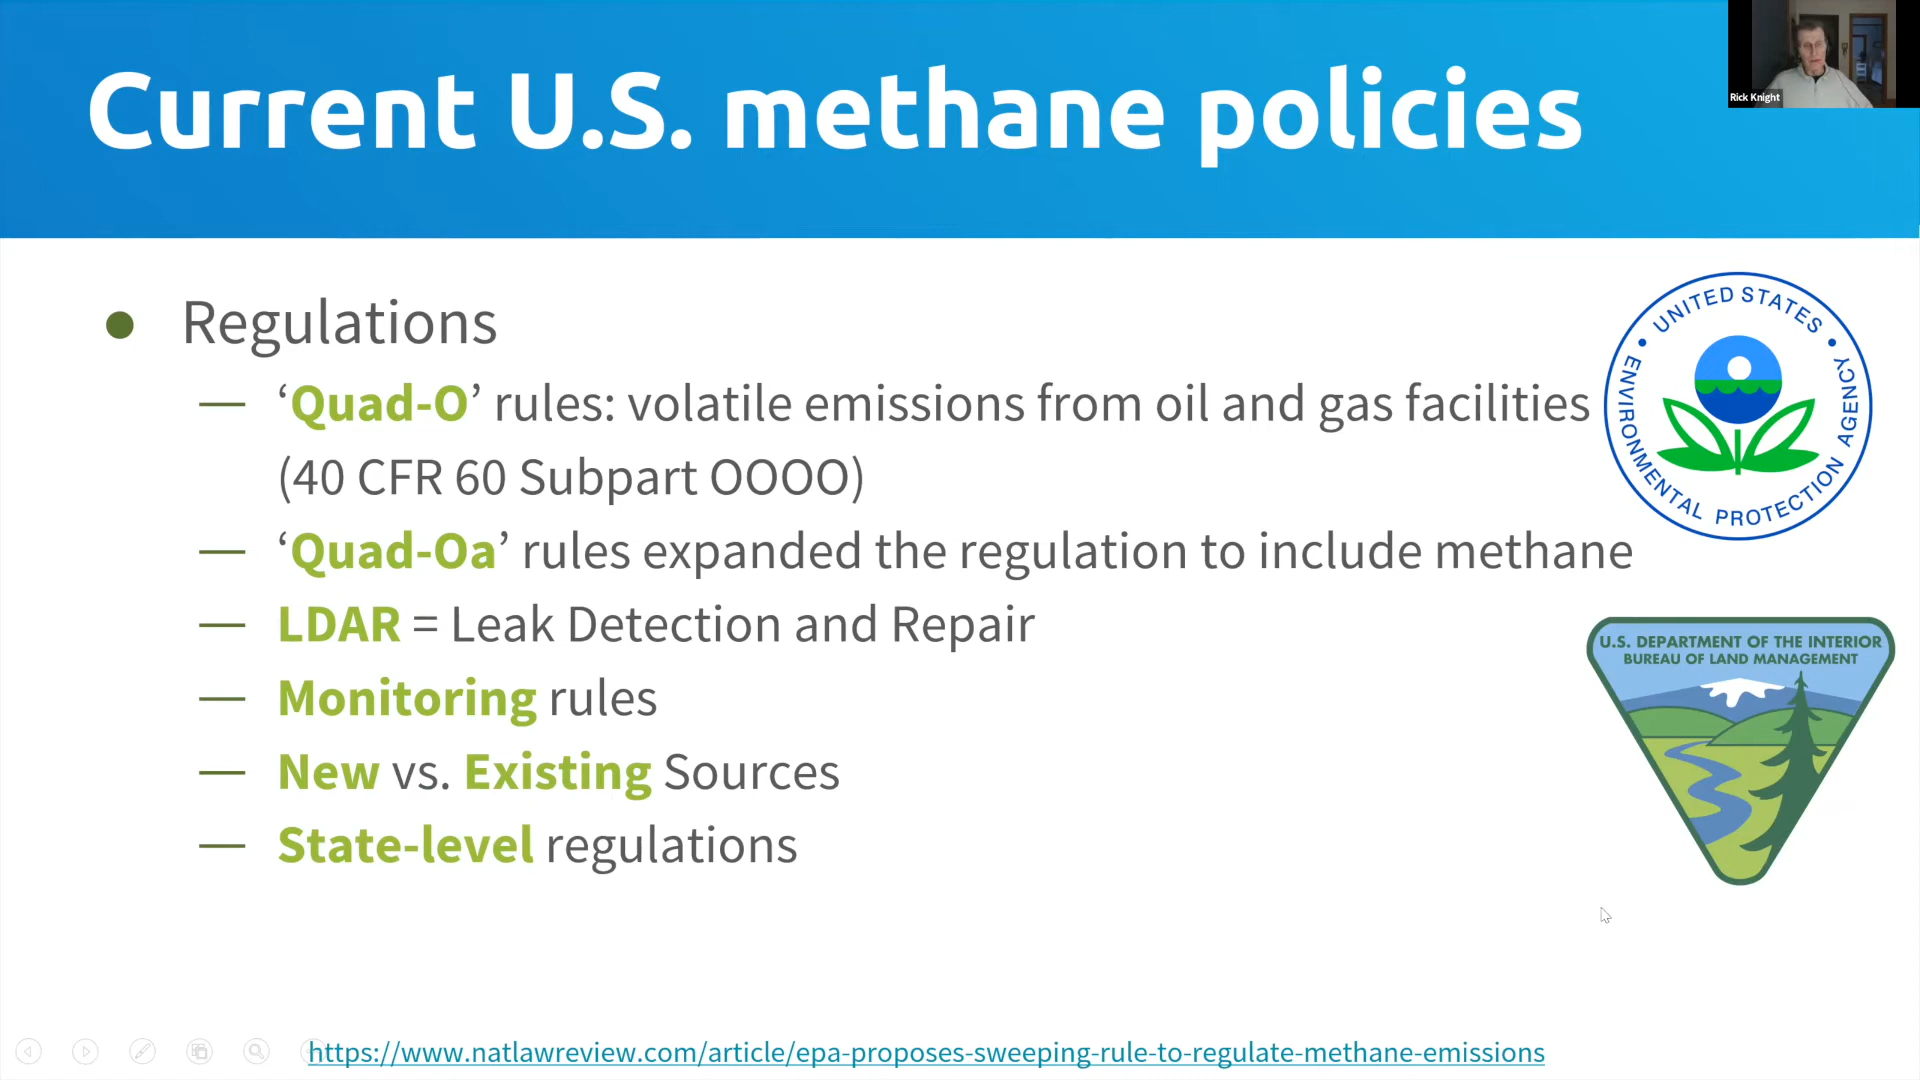 Current U.S. methane policies
Rick Knight
● Regulations
— ‘Quad-O’ rules: volatile emissions from oil and gas facilities
(40 CFR 60 Subpart OOOO)
— ‘Quad-Oa’ rules expanded the regulation to include methane
— LDAR = Leak Detection and Repair
— Monitoring rules
— New vs. Existing Sources
— State-level regulations
UNITED STATES
ENVIRONMENTAL PROTECTION AGENCY
U.S. DEPARTMENT OF THE INTERIOR
BUREAU OF LAND MANAGEMENT
https://www.natlawreview.com/article/epa-proposes-sweeping-rule-to-regulate-methane-emissions